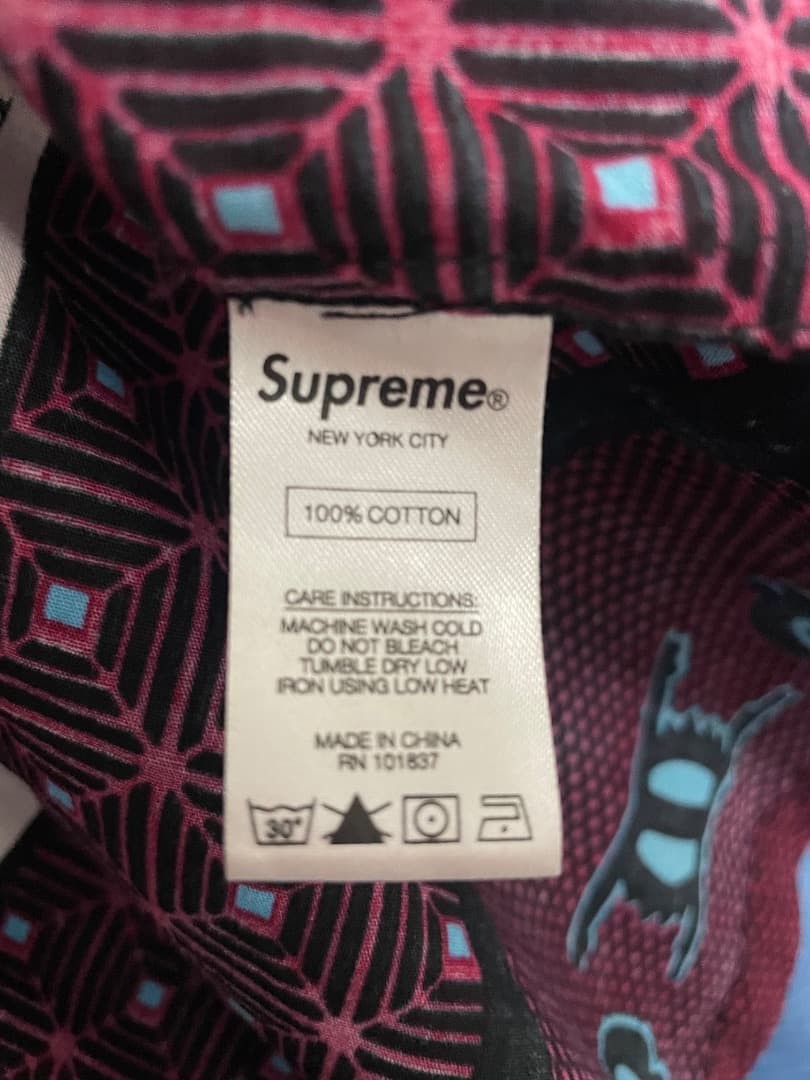 Supreme®
NEW YORK CITY
100% COTTON
CARE INSTRUCTIONS:
MACHINE WASH COLD
DO NOT BLEACH
TUMBLE DRY LOW
IRON USING LOW HEAT
MADE IN CHINA
RN 101837
30°